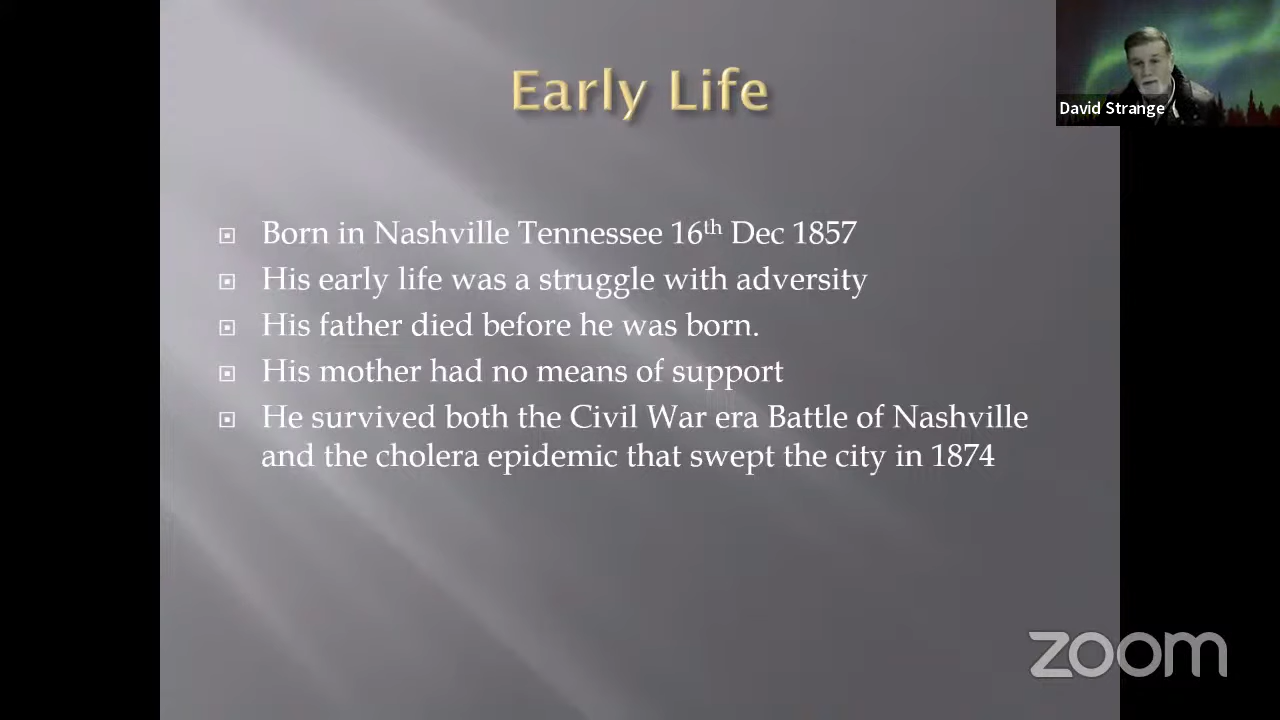 Early Life
David Strange
Born in Nashville Tennessee 16th Dec 1857
His early life was a struggle with adversity
His father died before he was born.
His mother had no means of support
He survived both the Civil War era Battle of Nashville
and the cholera epidemic that swept the city in 1874
zoom